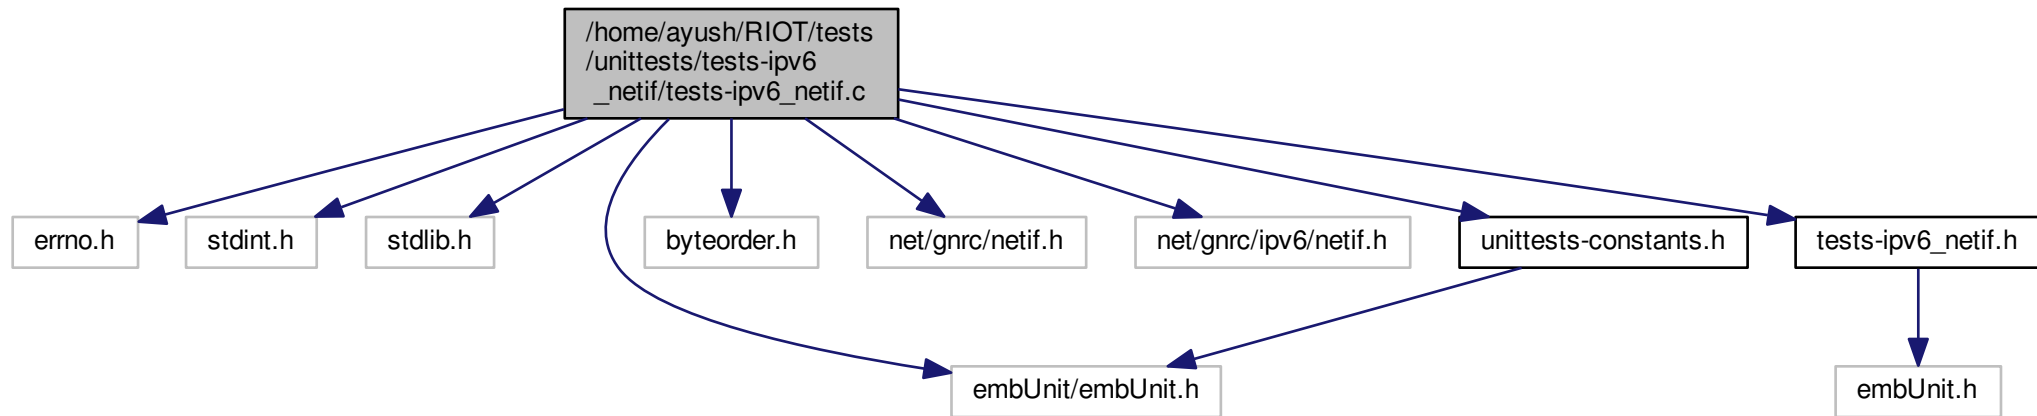 /home/ayush/RIOT/tests
/unittests/tests-ipv6
_netif/tests-ipv6_netif.c
errno.h
stdint.h
stdlib.h
byteorder.h
net/gnrc/netif.h
net/gnrc/ipv6/netif.h
unittests-constants.h
tests-ipv6_netif.h
embUnit/embUnit.h
embUnit.h